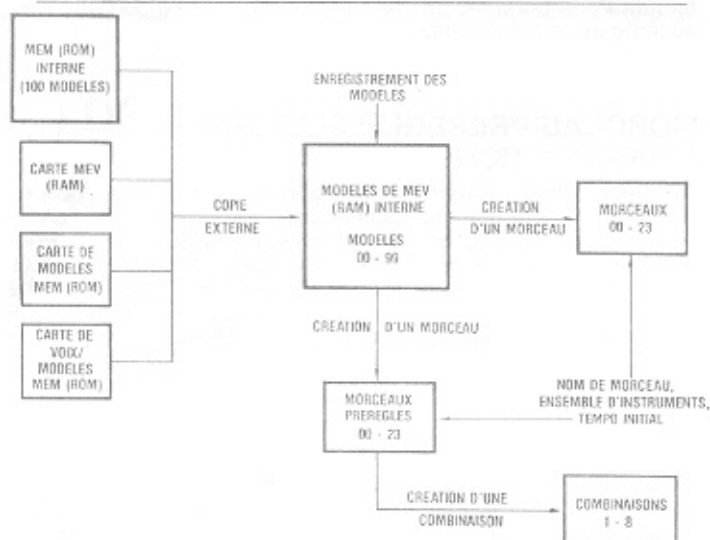 MEM (ROM)
INTERNE
(100 MODELES)
CARTE MEV
(RAM)
CARTE DE
MODELES
MEM (ROM)
CARTE DE
VOIX/
MODELES
MEM (ROM)
COPIE
EXTERNE
ENREGISTREMENT DES
MODELES
MODELES DE MEV
(RAM) INTERNE
MODELES
00 - 99
CREATION
D'UN MORCEAU
MORCEAUX
00 - 23
CREATION D'UN MORCEAU
MORCEAUX
PREREGLES
00 - 23
NOM DE MORCEAU,
ENSEMBLE D'INSTRUMENTS,
TEMPO INITIAL
CREATION D'UNE
COMBINAISON
COMBINAISONS
1 - 8